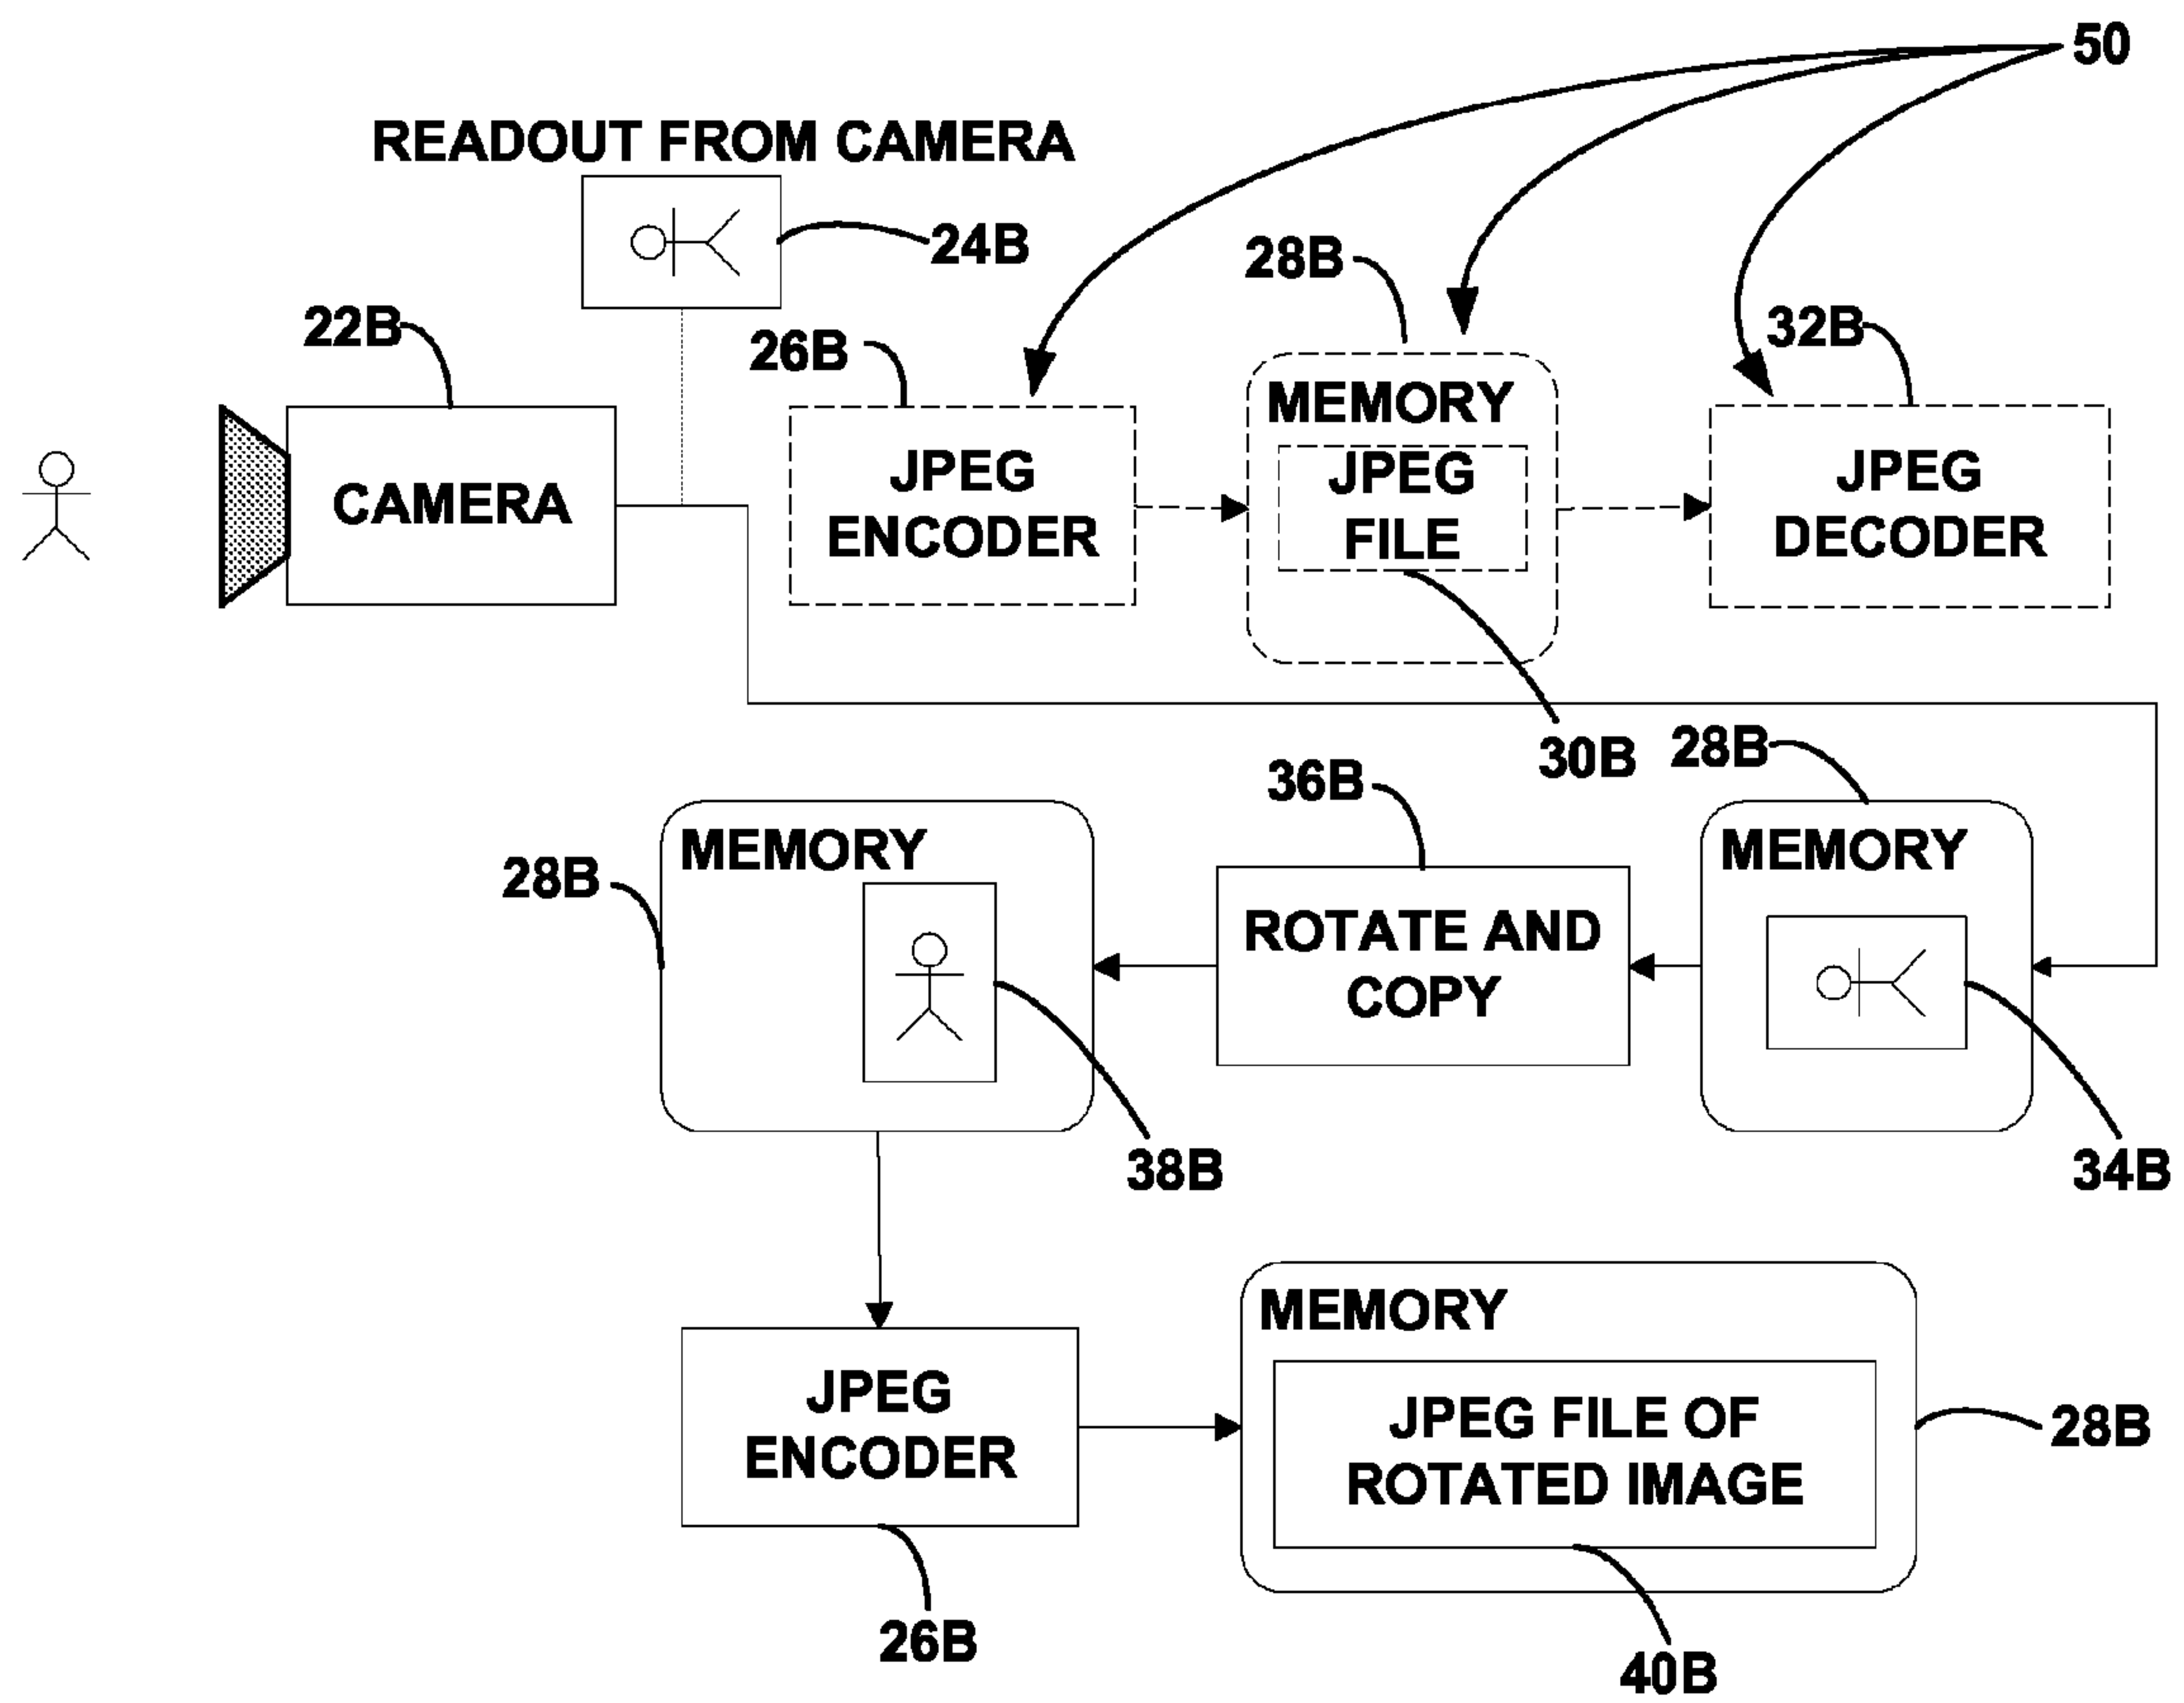 50
READOUT FROM CAMERA
24B
28B
22B
26B
32B
MEMORY
CAMERA
JPEG
ENCODER
JPEG
FILE
JPEG
DECODER
30B
28B
36B
28B
MEMORY
ROTATE AND
COPY
MEMORY
38B
34B
MEMORY
JPEG
ENCODER
JPEG FILE OF
ROTATED IMAGE
28B
26B
40B